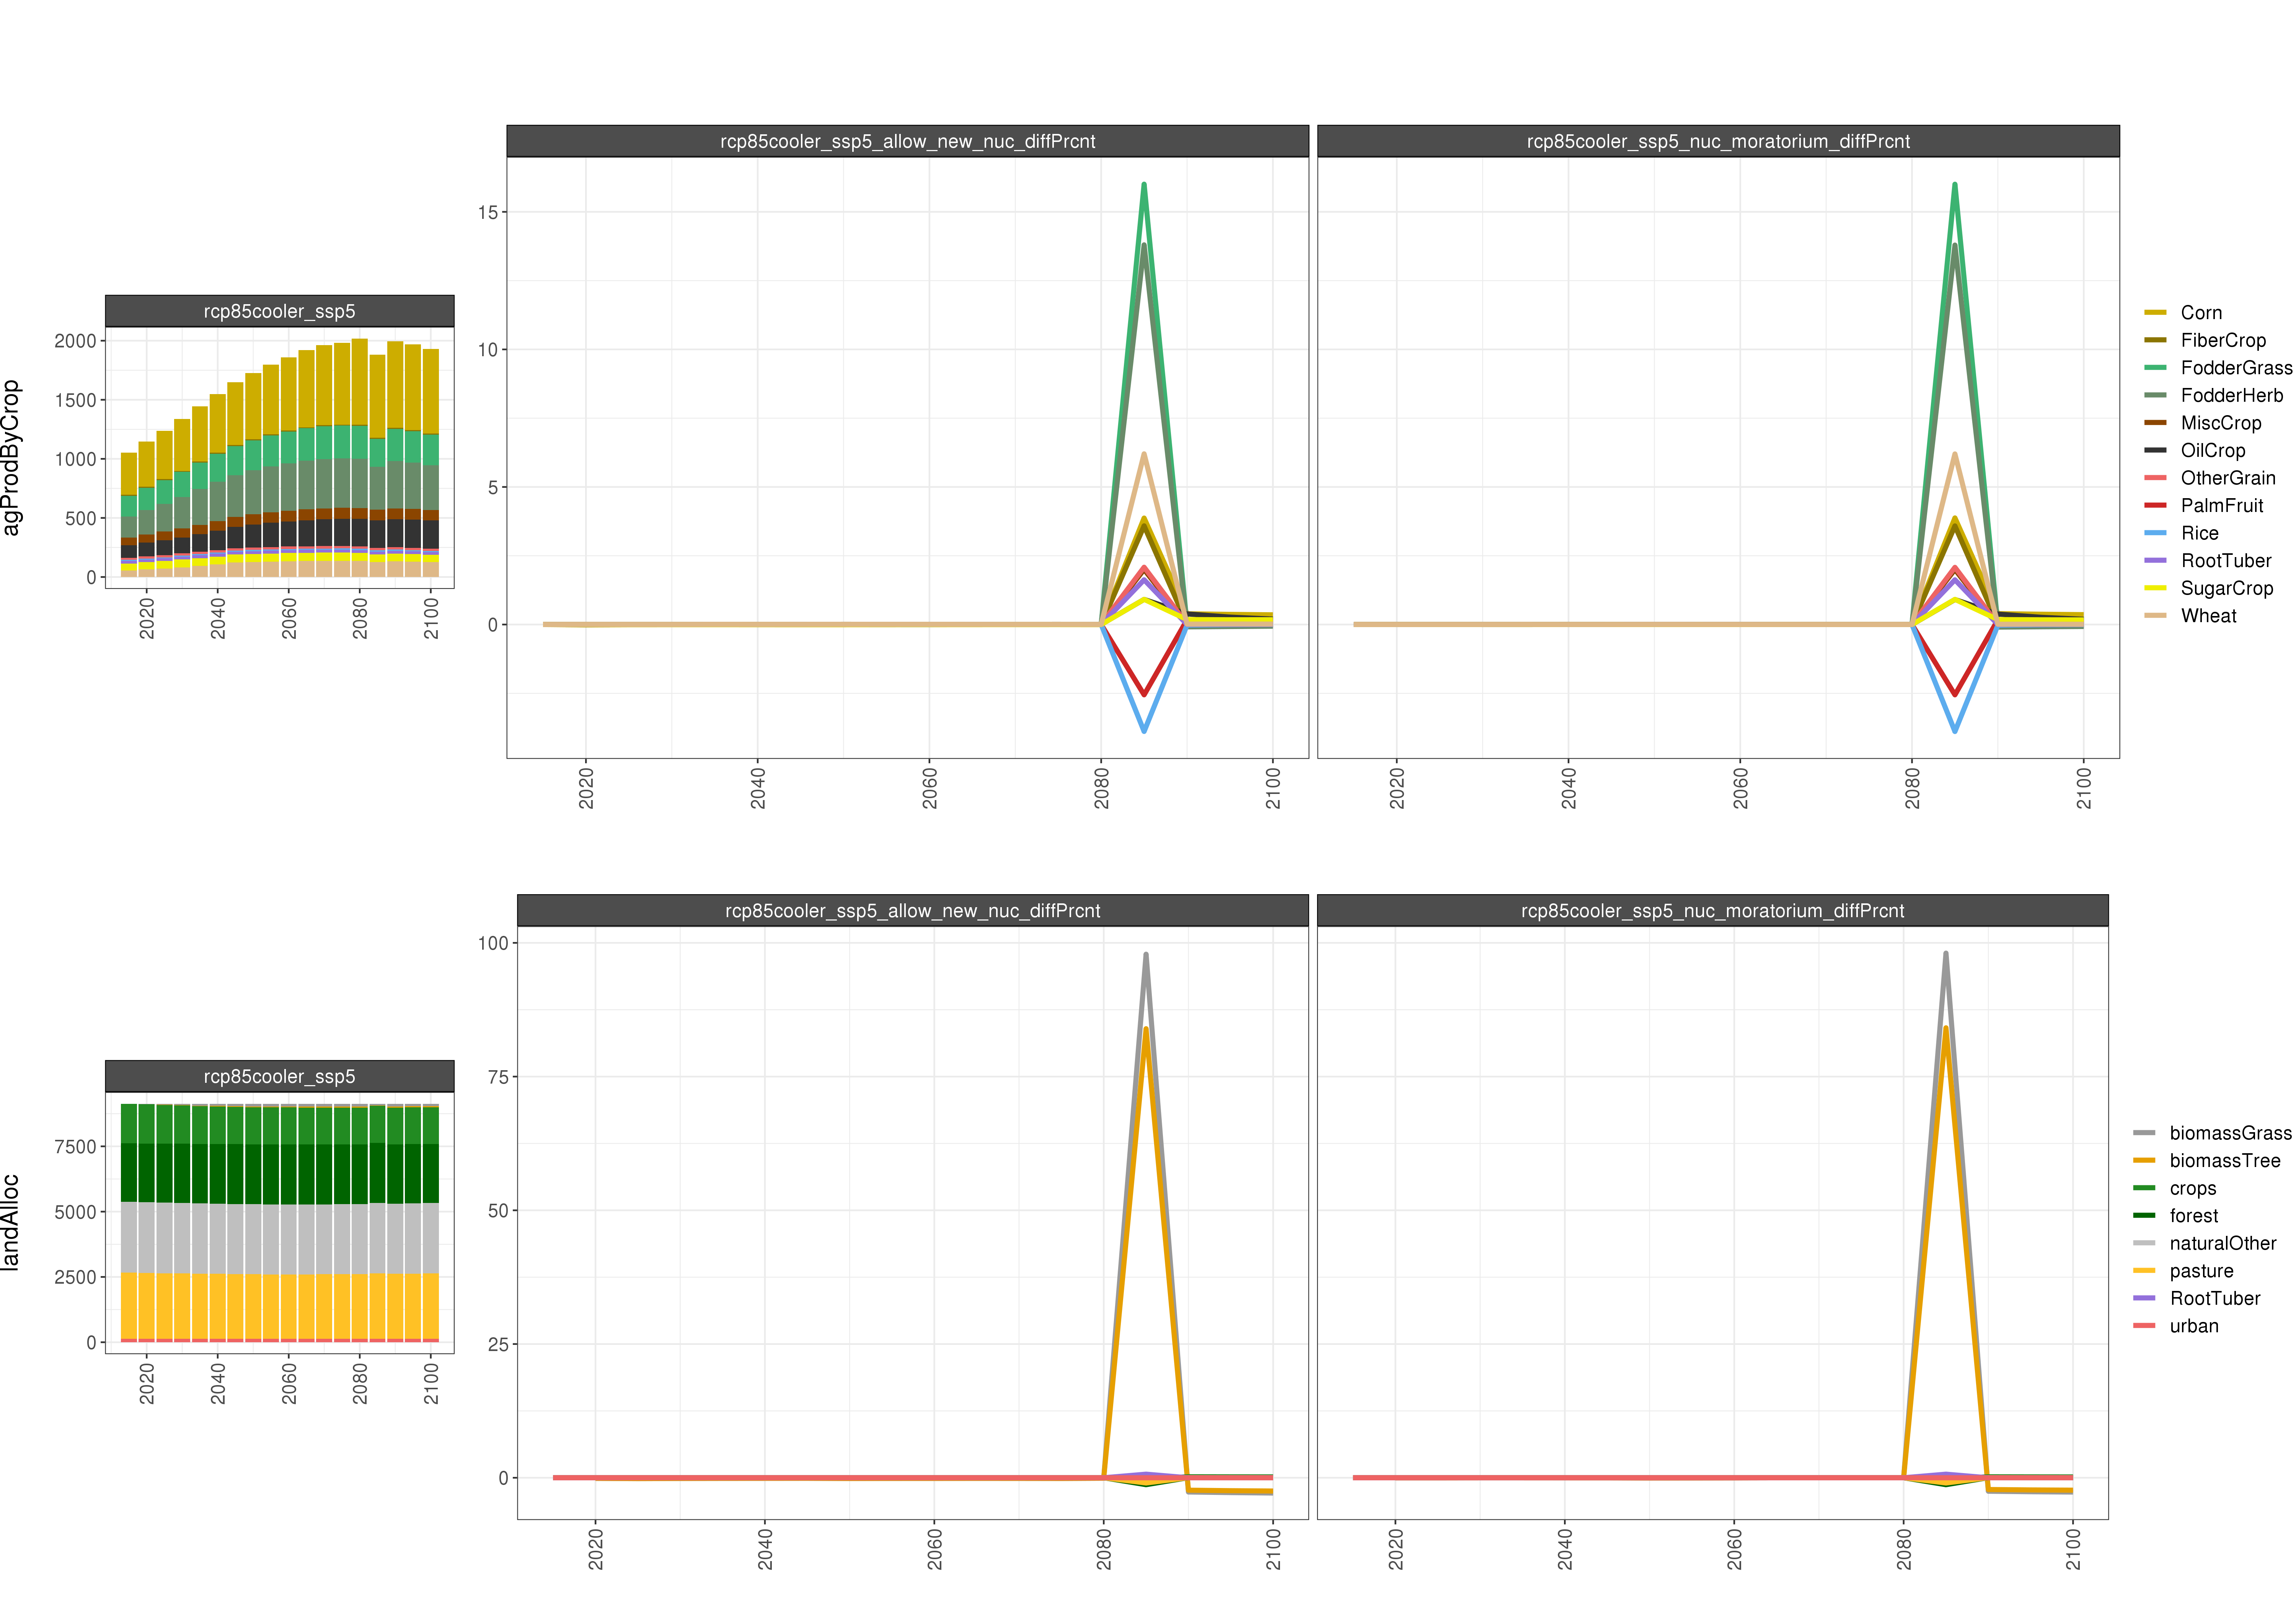 rcp85cooler_ssp5_allow_new_nuc_diffPrcnt
rcp85cooler_ssp5_nuc_moratorium_diffPrcnt
rcp85cooler_ssp5
agProdByCrop
2000
1500
1000
500
0
2020
2040
2060
2080
2100
15
10
5
0
2020
2040
2060
2080
2100
2020
2040
2060
2080
2100
Corn
FiberCrop
FodderGrass
FodderHerb
MiscCrop
OilCrop
OtherGrain
PalmFruit
Rice
RootTuber
SugarCrop
Wheat
rcp85cooler_ssp5_allow_new_nuc_diffPrcnt
rcp85cooler_ssp5_nuc_moratorium_diffPrcnt
rcp85cooler_ssp5
landAlloc
7500
5000
2500
0
2020
2040
2060
2080
2100
100
75
50
25
0
2020
2040
2060
2080
2100
2020
2040
2060
2080
2100
biomassGrass
biomassTree
crops
forest
naturalOther
pasture
RootTuber
urban